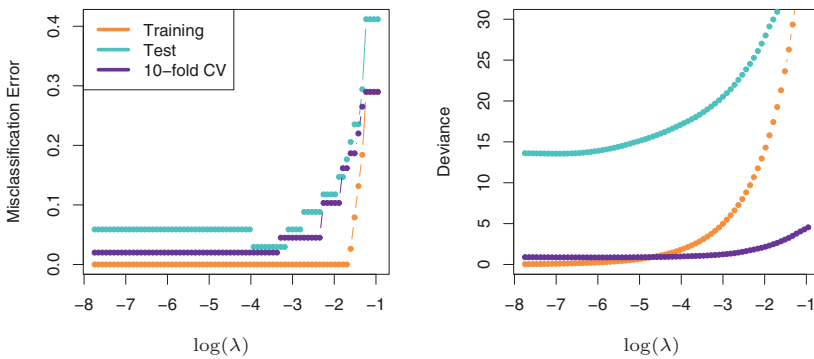 Misclassification Error
0.0 0.1 0.2 0.3 0.4
Training
Test
10−fold CV
−8 −7 −6 −5 −4 −3 −2 −1
log(λ)
Deviance
0 5 10 15 20 25 30
−8 −7 −6 −5 −4 −3 −2 −1
log(λ)